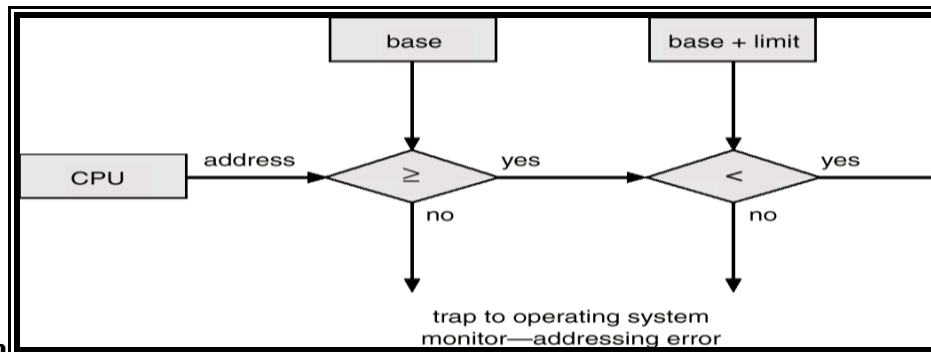 base
base + limit
address
yes
yes
CPU
≥
<
no
no
trap to operating system
monitor—addressing error